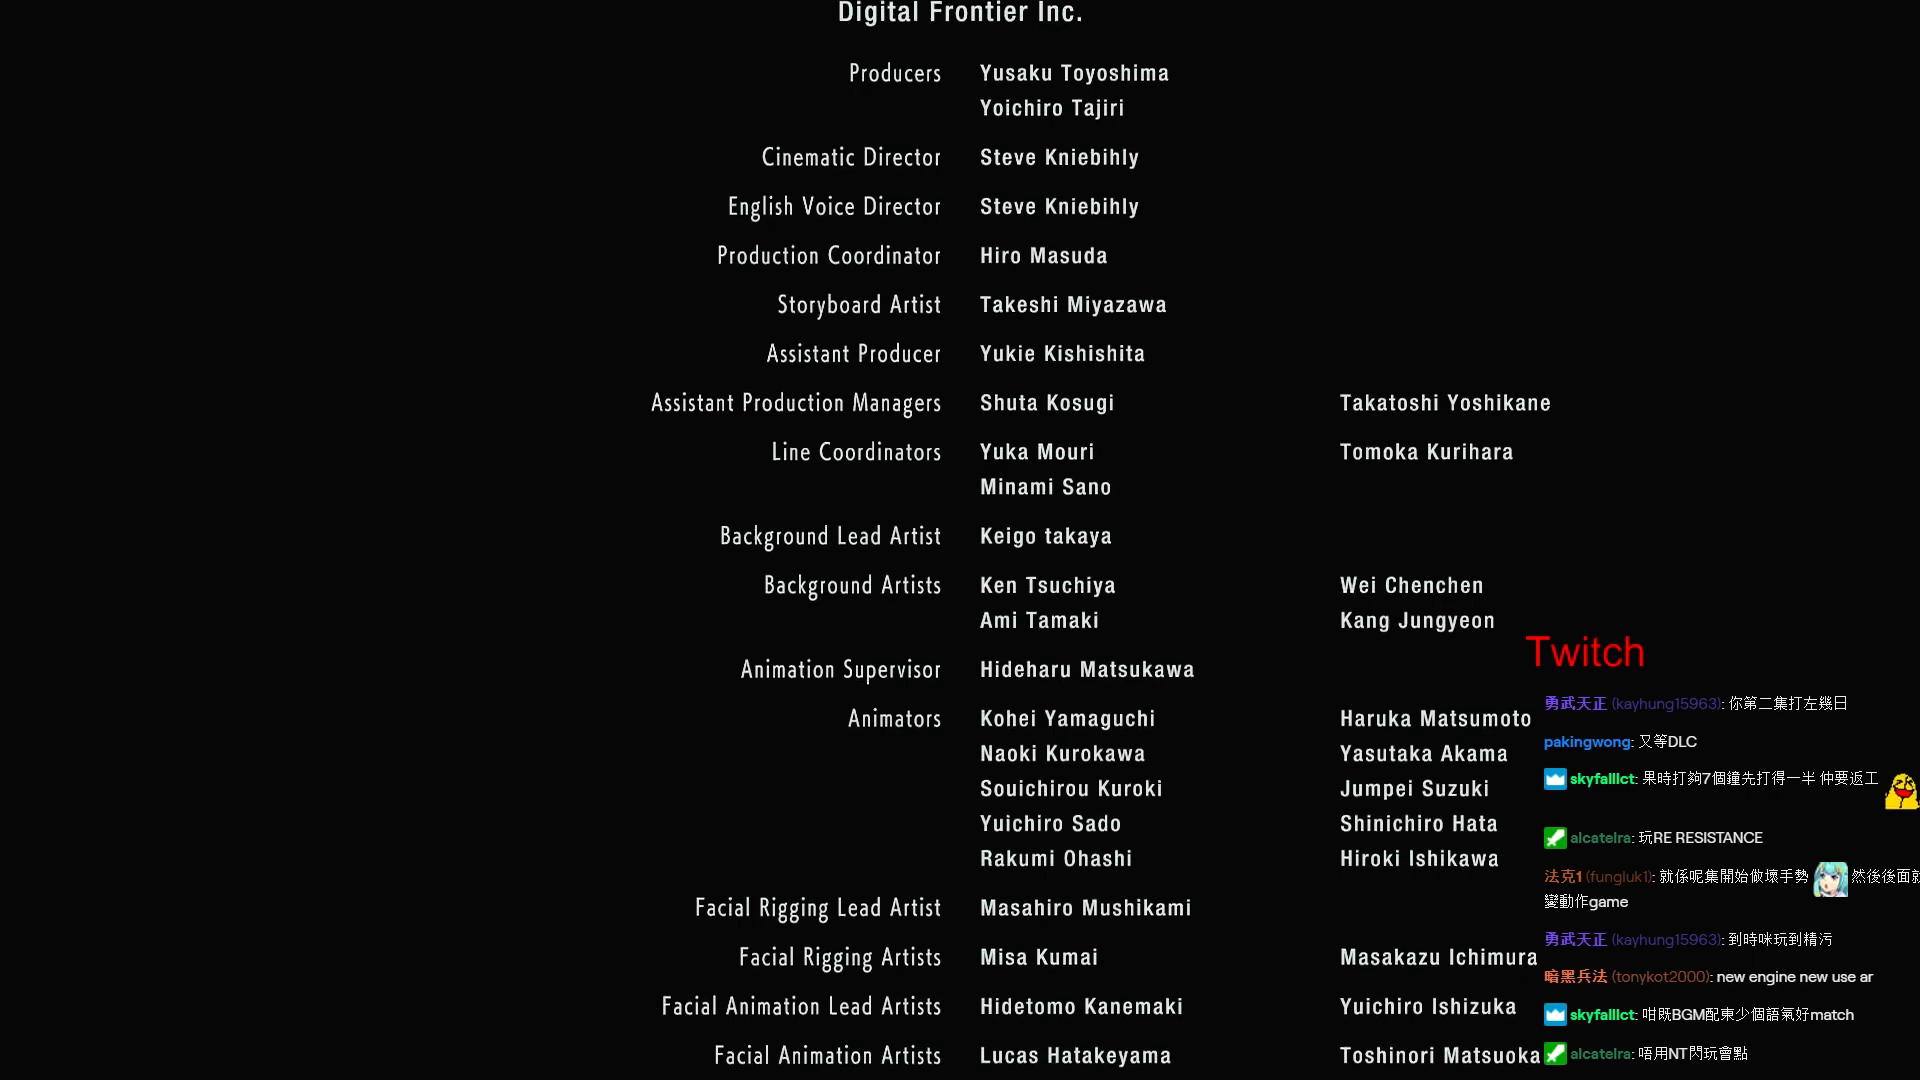 Digital Frontier Inc.
Producers Yusaku Toyoshima
Yoichiro Tajiri
Cinematic Director Steve Kniebihly
English Voice Director Steve Kniebihly
Production Coordinator Hiro Masuda
Storyboard Artist Takeshi Miyazawa
Assistant Producer Yukie Kishishita
Assistant Production Managers Shuta Kosugi Takatoshi Yoshikane
Line Coordinators Yuka Mouri Tomoka Kurihara
Minami Sano
Background Lead Artist Keigo takaya
Background Artists Ken Tsuchiya Wei Chenchen
Ami Tamaki Kang Jungyeon
Animation Supervisor Hideharu Matsukawa
Animators Kohei Yamaguchi Haruka Matsumoto
Naoki Kurokawa Yasutaka Akama
Souichirou Kuroki Jumpei Suzuki
Yuichiro Sado Shinichiro Hata
Rakumi Ohashi Hiroki Ishikawa
Facial Rigging Lead Artist Masahiro Mushikami
Facial Rigging Artists Misa Kumai Masakazu Ichimura
Facial Animation Lead Artists Hidetomo Kanemaki Yuichiro Ishizuka
Facial Animation Artists Lucas Hatakeyama Toshinori Matsuoka
Twitch
勇武天正 (kayhung15963): 你第二集打左幾日
pakingwong: 又等DLC
skyfalllct: 果時打夠7個鐘先打得一半 仲要返工
alcatelra: 玩RE RESISTANCE
法克1 (fungluk1): 就係呢集開始做壞手勢 然後後面就
變動作game
勇武天正 (kayhung15963): 到時咪玩到精污
暗黑兵法 (tonykot2000): new engine new use ar
skyfalllct: 咁既BGM配東少個語氣好match
alcatelra: 唔用NT閃玩會點